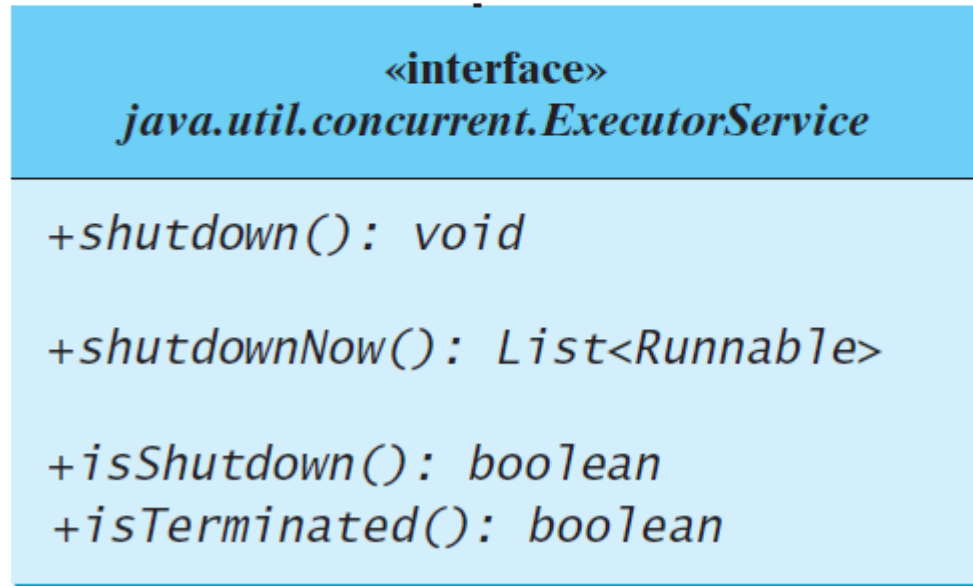 «interface»
java.util.concurrent.ExecutorService
+shutdown(): void
+shutdownNow(): List<Runnable>
+isShutdown(): boolean
+isTerminated(): boolean